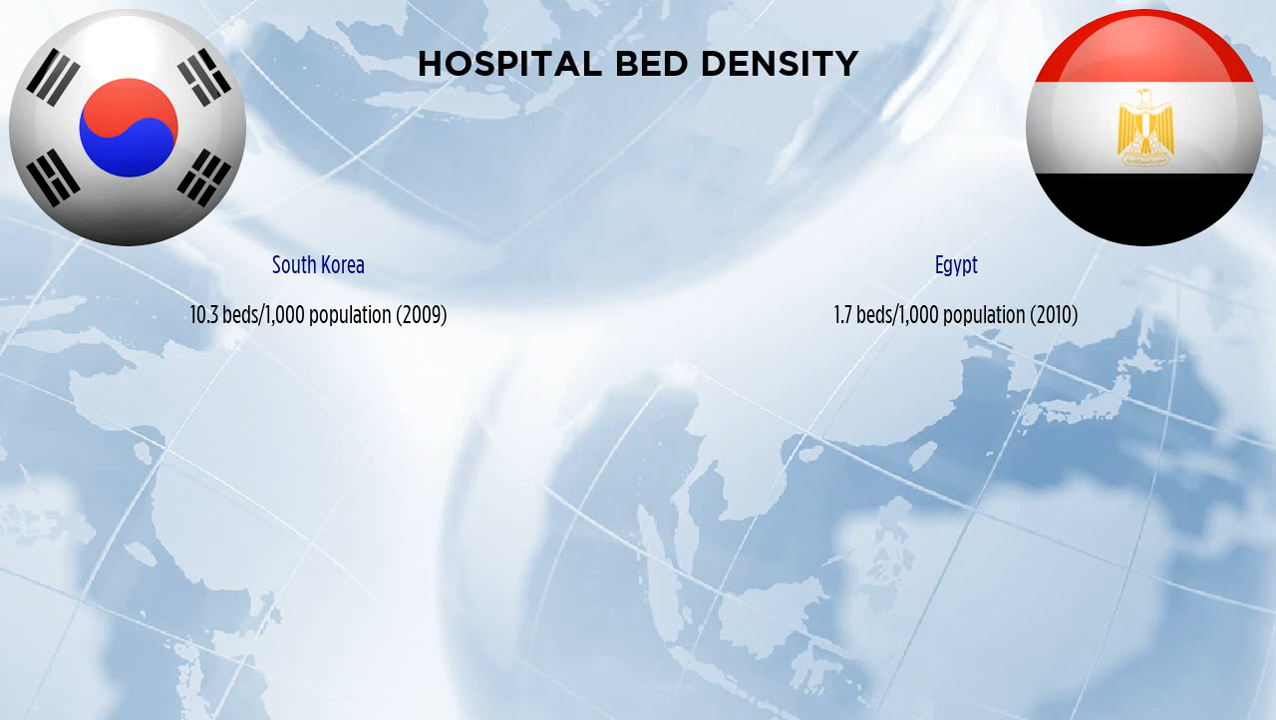 HOSPITAL BED DENSITY
South Korea
10.3 beds/1,000 population (2009)
Egypt
1.7 beds/1,000 population (2010)